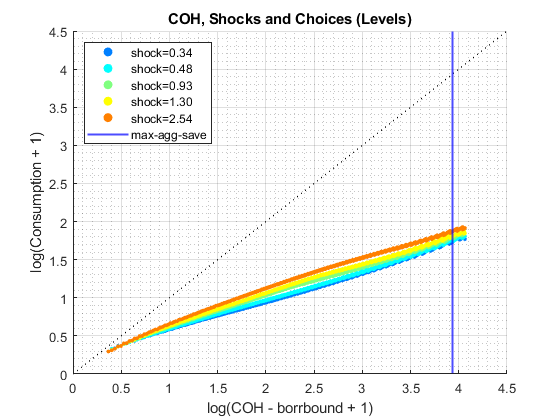 COH, Shocks and Choices (Levels)
4.5
4
3.5
3
2.5
2
1.5
1
0.5
0
log(Consumption + 1)
shock=0.34
shock=0.48
shock=0.93
shock=1.30
shock=2.54
max-agg-save
0 0.5 1 1.5 2 2.5 3 3.5 4 4.5
log(COH - borrbound + 1)